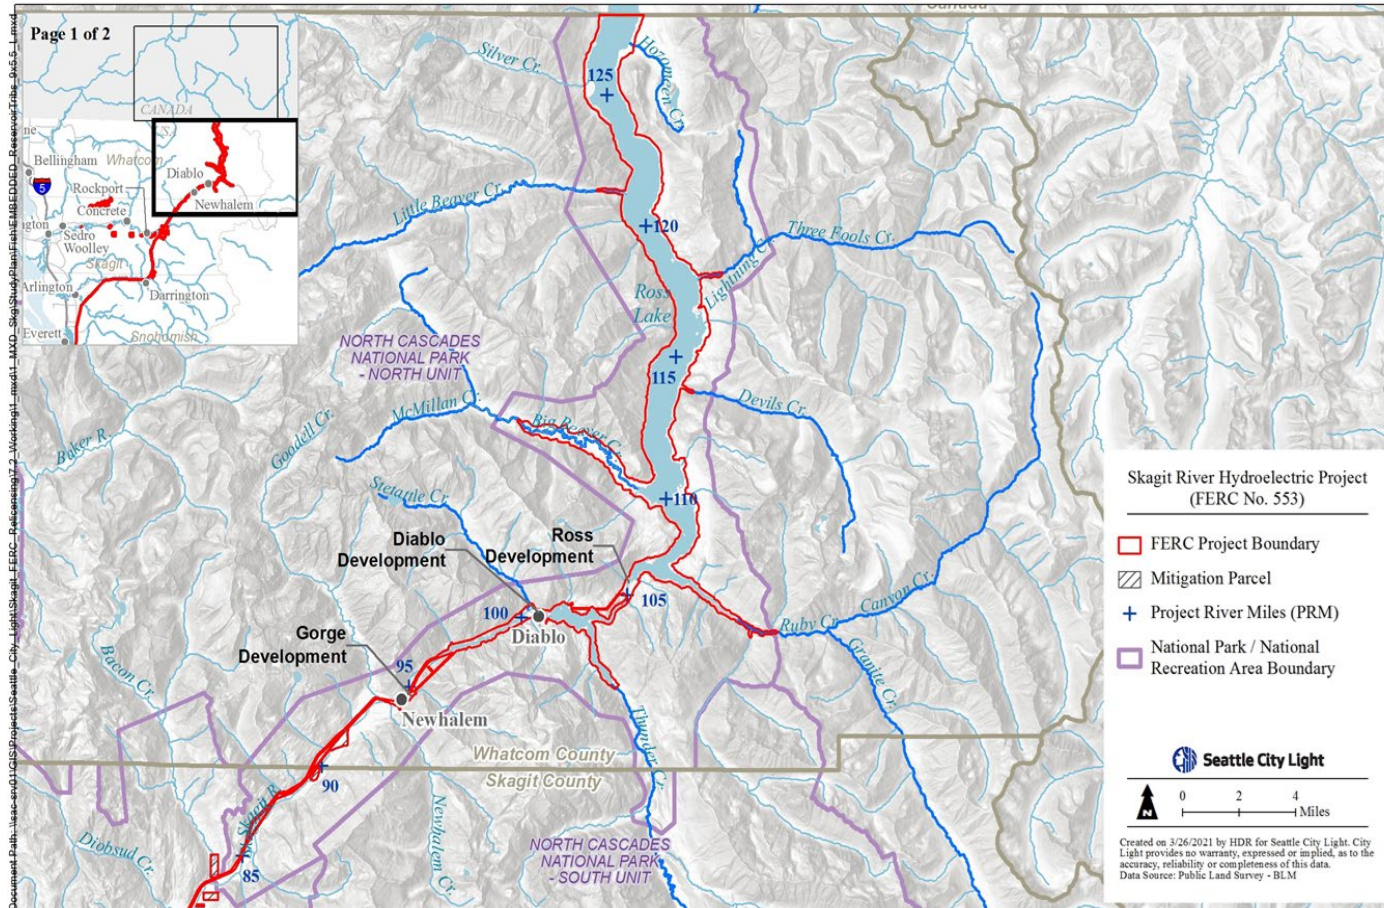 Page 1 of 2
CANADA
Bellingham
Whatcom
5
Rockport
Diablo
Newhalem
Concrete
Sedro
Woolley
Skagit
Arlington
Darrington
Everett
Snohomish
Canada
Silver Cr.
Hozomeen Cr.
125
Little Beaver Cr.
120
Three Fools Cr.
Lightning Cr.
Ross
Lake
NORTH CASCADES
NATIONAL PARK
- NORTH UNIT
115
McMillan Cr.
Big Beaver Cr.
Devils Cr.
Goodell Cr.
Baker R.
Stetattle Cr.
110
Diablo
Development
Ross
Development
105
100
Diablo
Ruby Cr.
Canyon Cr.
Granite Cr.
Gorge
Development
95
Newhalem
Bacon Cr.
Thunder Cr.
Whatcom County
Skagit County
90
Skagit R.
Newhalem Cr.
Diobsud Cr.
85
NORTH CASCADES
NATIONAL PARK
- SOUTH UNIT
Skagit River Hydroelectric Project
(FERC No. 553)
FERC Project Boundary
Mitigation Parcel
Project River Miles (PRM)
National Park / National
Recreation Area Boundary
Seattle City Light
N
0 2 4
Miles
Created on 3/26/2021 by HDR for Seattle City Light. City
Light provides no warranty, expressed or implied, as to the
accuracy, reliability or completeness of this data.
Data Source: Public Land Survey - BLM